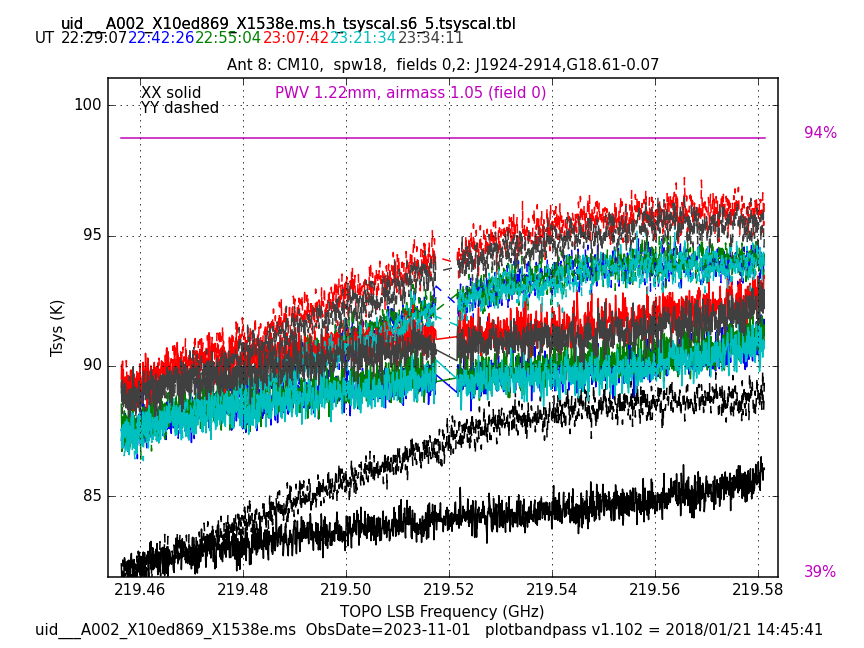 uid___A002_X10ed869_X1538e.ms.h_tsyscal.s6_5.tsyscal.tbl
UT 22:29:07 22:42:26 22:55:04 23:07:42 23:21:34 23:34:11
Ant 8: CM10,  spw18,  fields 0,2: J1924-2914,G18.61-0.07
XX solid
PWV 1.22mm, airmass 1.05 (field 0)
YY dashed
100
95
90
85
94%
39%
Tsys (K)
219.46 219.48 219.50 219.52 219.54 219.56 219.58
TOPO LSB Frequency (GHz)
uid___A002_X10ed869_X1538e.ms  ObsDate=2023-11-01   plotbandpass v1.102 = 2018/01/21 14:45:41